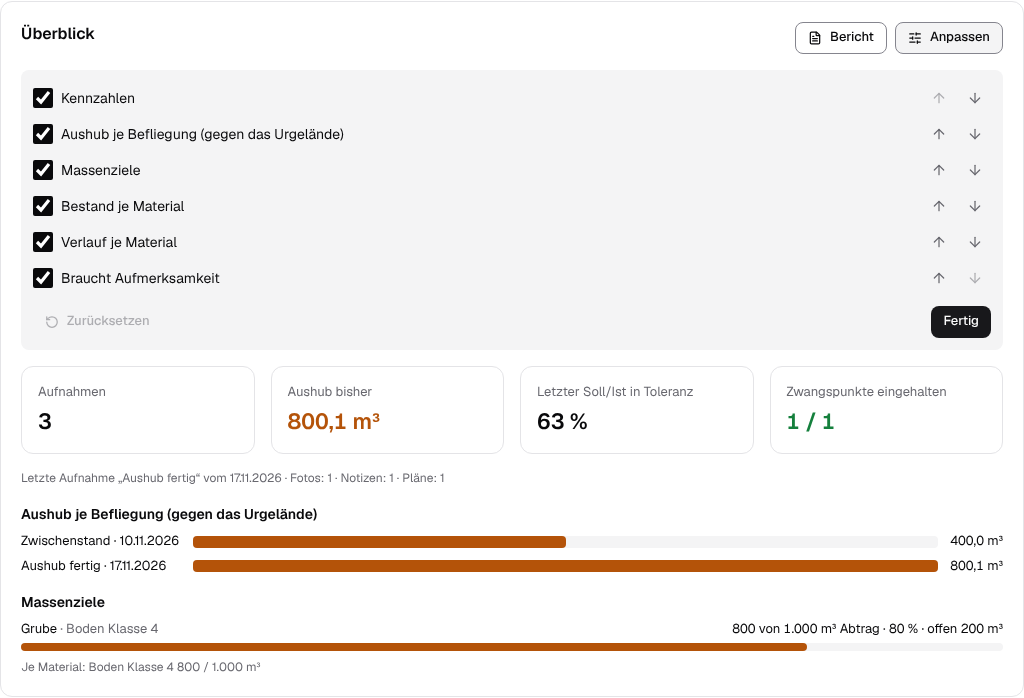 Überblick
Bericht
Anpassen
Kennzahlen
Aushub je Befliegung (gegen das Urgelände)
Massenziele
Bestand je Material
Verlauf je Material
Braucht Aufmerksamkeit
Zurücksetzen
Fertig
Aufnahmen
3
Aushub bisher
800,1 m³
Letzter Soll/Ist in Toleranz
63 %
Zwangspunkte eingehalten
1 / 1
Letzte Aufnahme „Aushub fertig“ vom 17.11.2026 · Fotos: 1 · Notizen: 1 · Pläne: 1
Aushub je Befliegung (gegen das Urgelände)
Zwischenstand · 10.11.2026 400,0 m³
Aushub fertig · 17.11.2026 800,1 m³
Massenziele
Grube · Boden Klasse 4 800 von 1.000 m³ Abtrag · 80 % · offen 200 m³
Je Material: Boden Klasse 4 800 / 1.000 m³